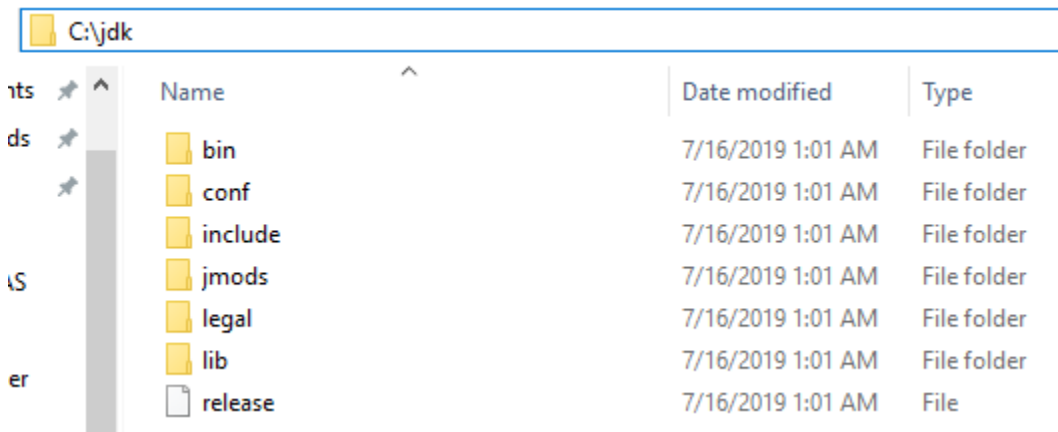 C:\jdk
Name Date modified Type
bin 7/16/2019 1:01 AM File folder
conf 7/16/2019 1:01 AM File folder
include 7/16/2019 1:01 AM File folder
jmods 7/16/2019 1:01 AM File folder
legal 7/16/2019 1:01 AM File folder
lib 7/16/2019 1:01 AM File folder
release 7/16/2019 1:01 AM File